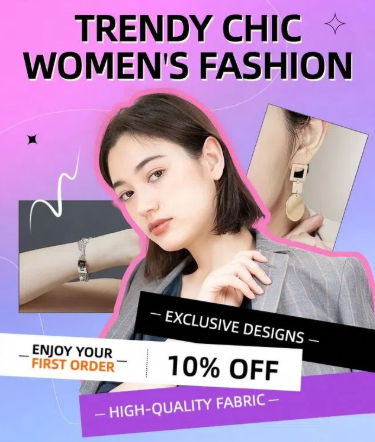 TRENDY CHIC
WOMEN'S FASHION
— EXCLUSIVE DESIGNS —
— ENJOY YOUR —
FIRST ORDER
10% OFF
— HIGH-QUALITY FABRIC —